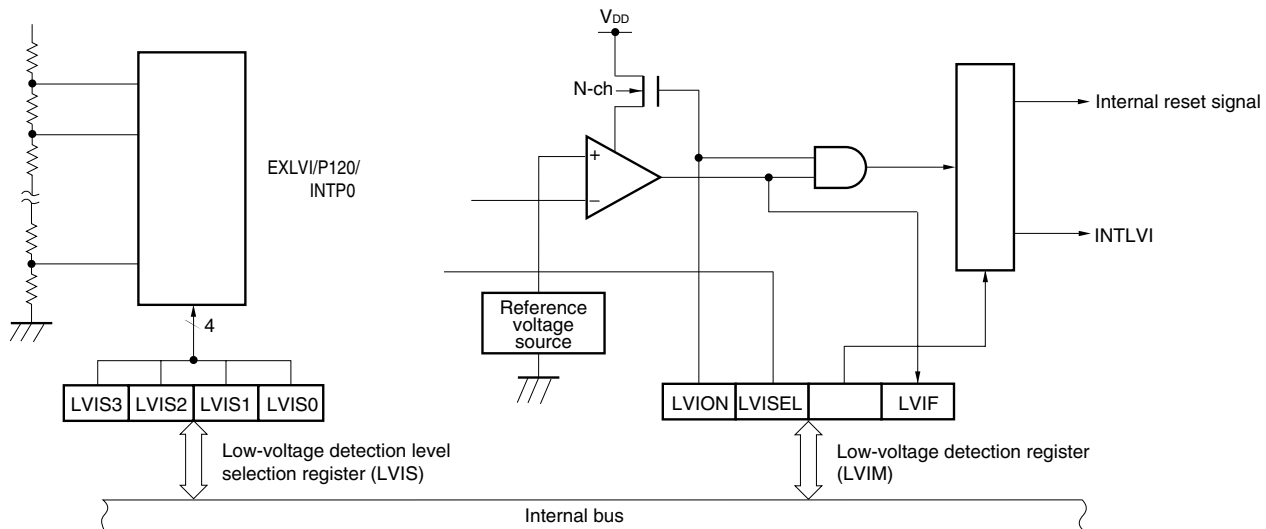 VDD
N-ch
Internal reset signal
EXLVI/P120/
INTP0
+
−
INTLVI
Reference
voltage
source
4
LVIS3 LVIS2 LVIS1 LVIS0
LVION LVISEL LVIF
Low-voltage detection level
selection register (LVIS)
Low-voltage detection register
(LVIM)
Internal bus